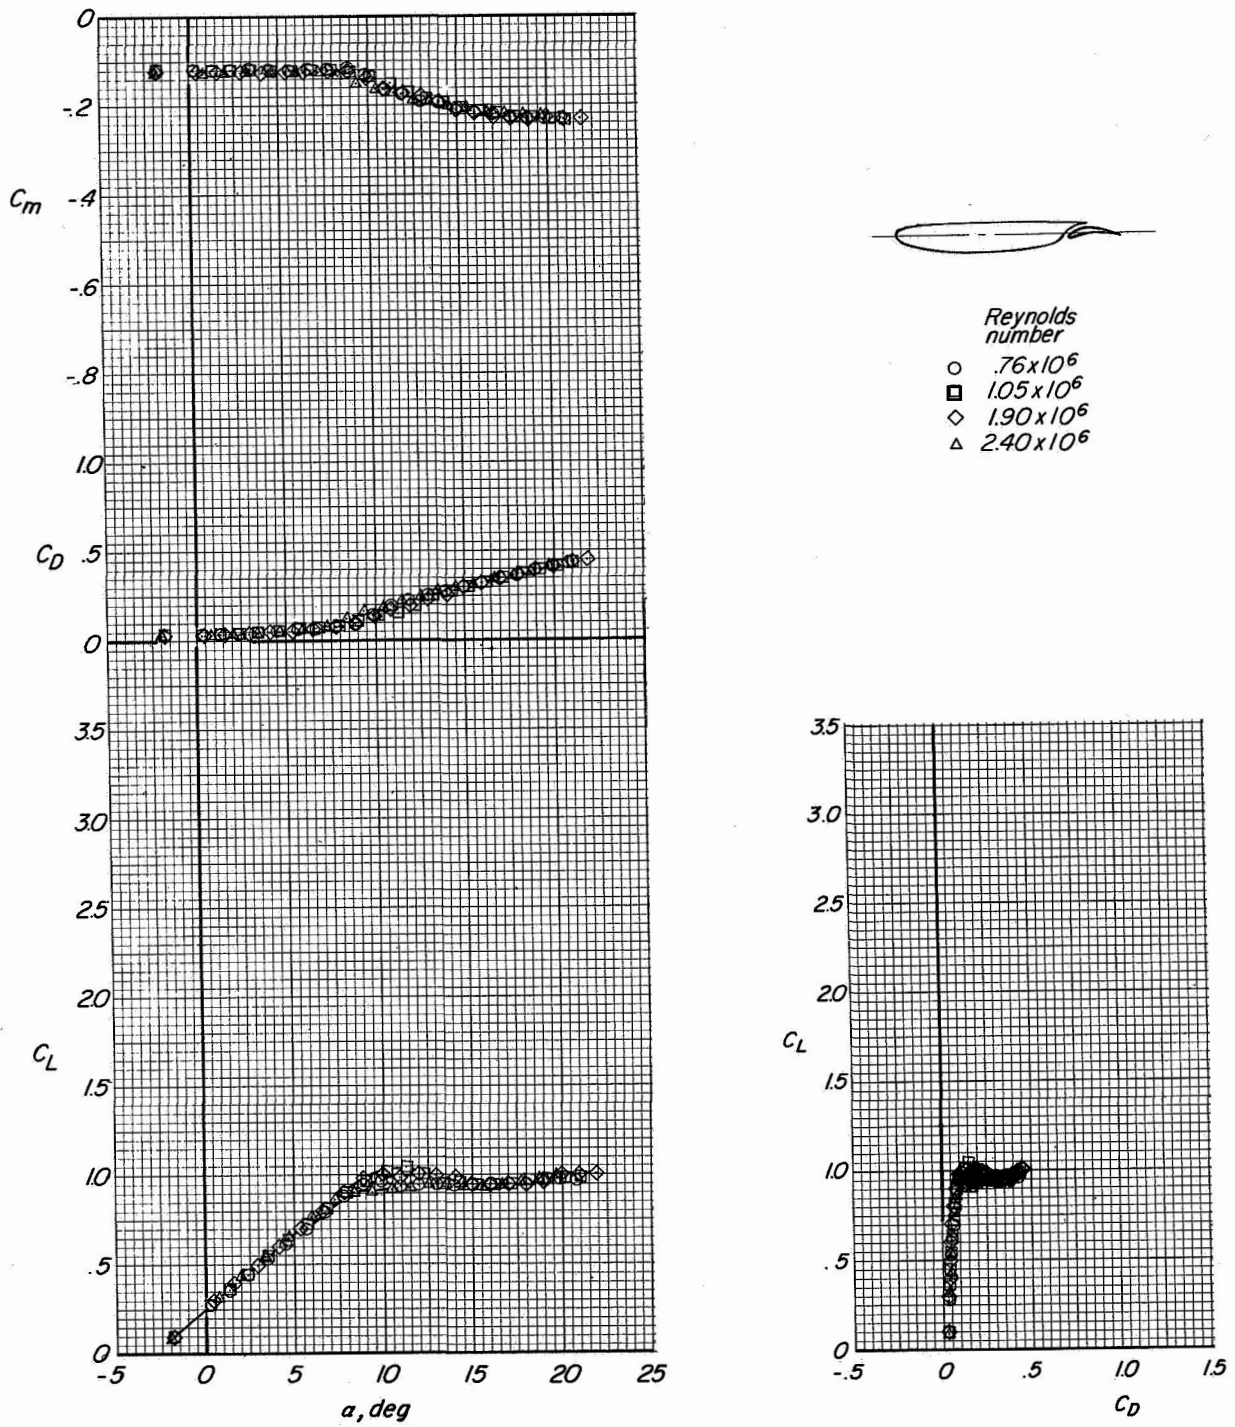 0
-.2
C_m -.4
-.6
-.8
1.0
C_D .5
0
3.5
3.0
2.5
2.0
C_L
1.5
1.0
.5
0
-5 0 5 10 15 20 25
α, deg
Reynolds
number
○ .76x10⁶
□ 1.05x10⁶
◇ 1.90x10⁶
△ 2.40x10⁶
3.5
3.0
2.5
2.0
C_L
1.5
1.0
.5
0
-.5 0 .5 1.0 1.5
C_D